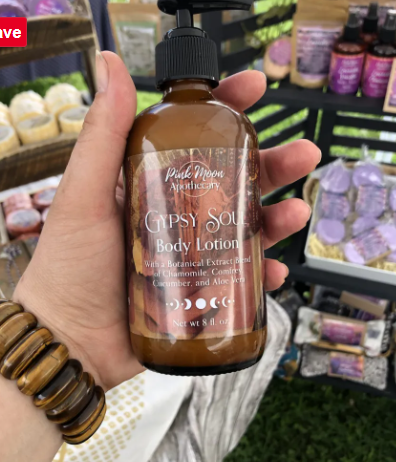 ave
Pink Moon
Apothecary
GYPSY SOUL
Body Lotion
With a Botanical Extract Blend
of Chamomile, Comfrey,
Cucumber, and Aloe Vera
Net wt 8 fl. oz